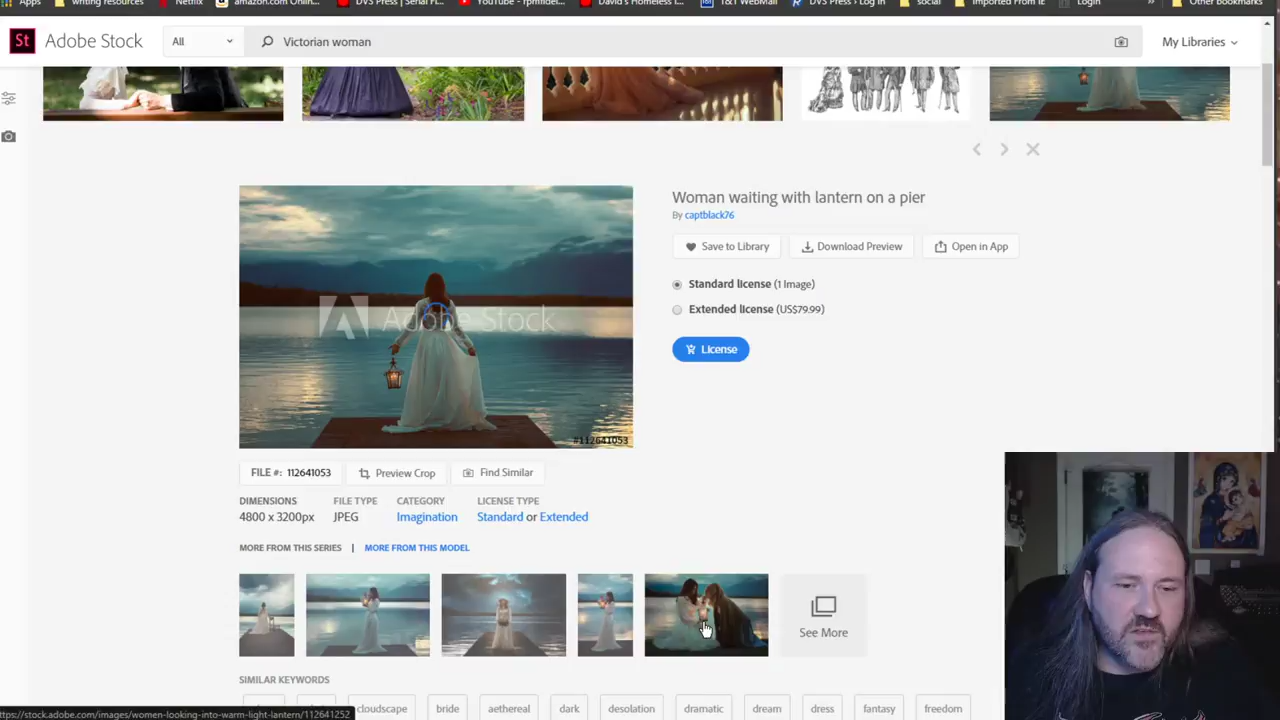 Apps
writing resources
Netflix
amazon.com Onlin...
DVS Press | Serial Fi...
YouTube - rpmfidel...
David's Homeless I...
1&1 WebMail
DVS Press › Log In
social
Imported From IE
Login
»
Other bookmarks
St Adobe Stock
All
Victorian woman
My Libraries
Woman waiting with lantern on a pier
By captblack76
Save to Library
Download Preview
Open in App
Standard license (1 Image)
Extended license (US$79.99)
License
Adobe Stock
#112641053
FILE #: 112641053
Preview Crop
Find Similar
DIMENSIONS
FILE TYPE
CATEGORY
LICENSE TYPE
4800 x 3200px
JPEG
Imagination
Standard or Extended
MORE FROM THIS SERIES | MORE FROM THIS MODEL
See More
SIMILAR KEYWORDS
cloudscape
bride
aethereal
dark
desolation
dramatic
dream
dress
fantasy
freedom
https://stock.adobe.com/images/women-looking-into-warm-light-lantern/112641252